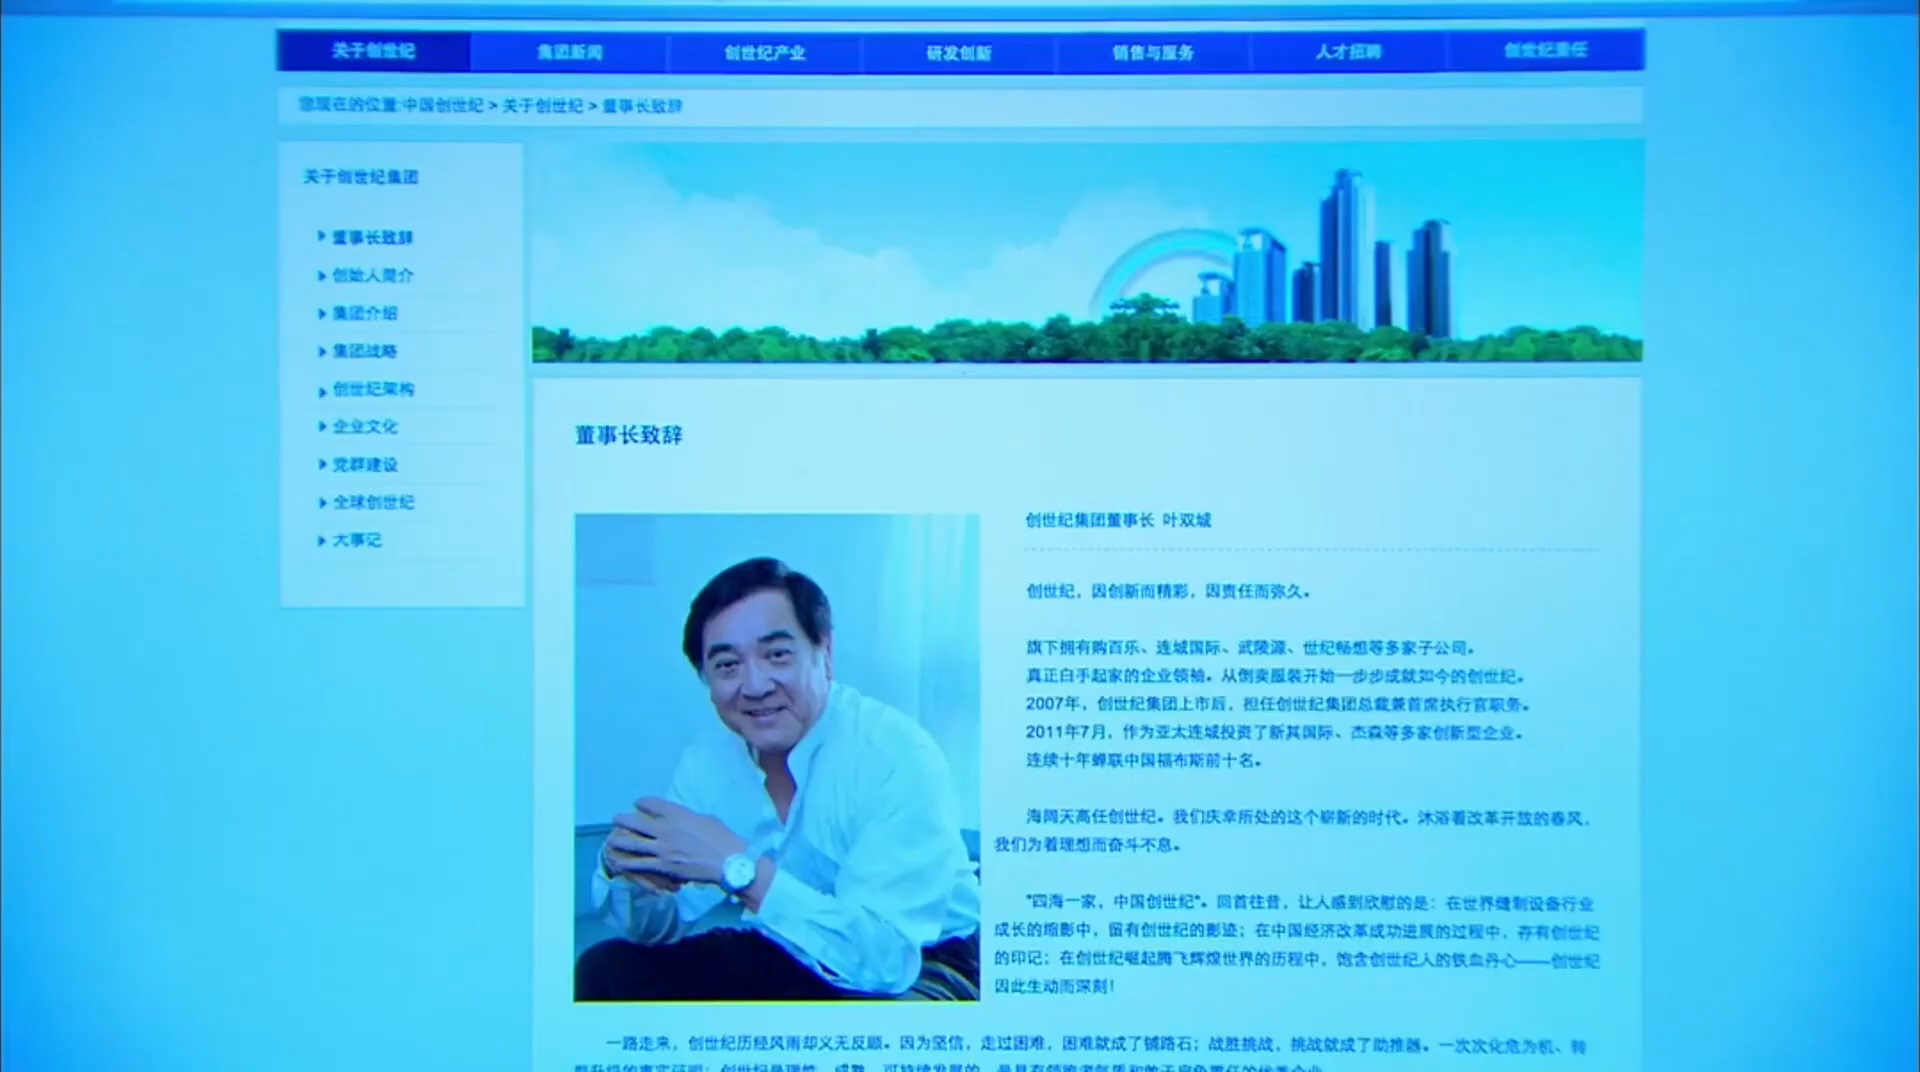 关于创世纪
集团新闻
创世纪产业
研发创新
销售与服务
人才招聘
创世纪责任
您现在的位置:中国创世纪 > 关于创世纪 > 董事长致辞
关于创世纪集团
董事长致辞
创始人简介
集团介绍
集团战略
创世纪架构
企业文化
党群建设
全球创世纪
大事记
董事长致辞
创世纪集团董事长 叶双城
创世纪，因创新而精彩，因责任而弥久。
旗下拥有购百乐、连城国际、武陵源、世纪畅想等多家子公司。
真正白手起家的企业领袖。从倒卖服装开始一步步成就如今的创世纪。
2007年，创世纪集团上市后，担任创世纪集团总裁兼首席执行官职务。
2011年7月，作为亚太连城投资了新其国际、杰森等多家创新型企业。
连续十年蝉联中国福布斯前十名。
海阔天高任创世纪。我们庆幸所处的这个崭新的时代。沐浴着改革开放的春风，
我们为着理想而奋斗不息。
"四海一家，中国创世纪"。回首往昔，让人感到欣慰的是：在世界缝制设备行业
成长的缩影中，留有创世纪的影迹；在中国经济改革成功进展的过程中，存有创世纪
的印记；在创世纪崛起腾飞辉煌世界的历程中，饱含创世纪人的铁血丹心——创世纪
因此生动而深刻！
一路走来，创世纪历经风雨却义无反顾。因为坚信，走过困难，困难就成了铺路石；战胜挑战，挑战就成了助推器。一次次化危为机、转